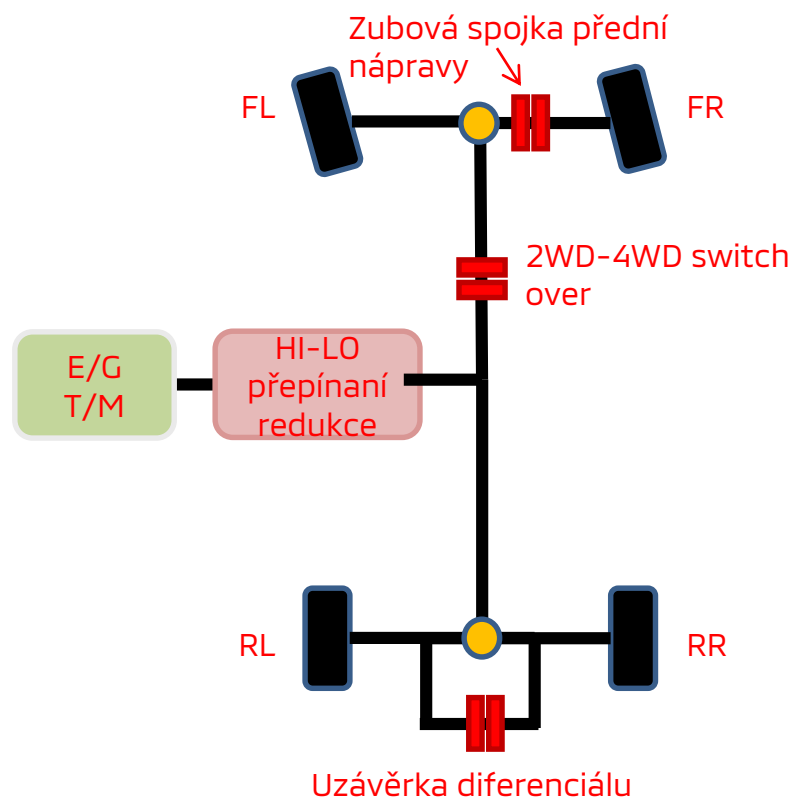 Zubová spojka přední
nápravy
FL
FR
2WD-4WD switch
over
E/G
T/M
HI-LO
přepínaní
redukce
RL
RR
Uzávěrka diferenciálu